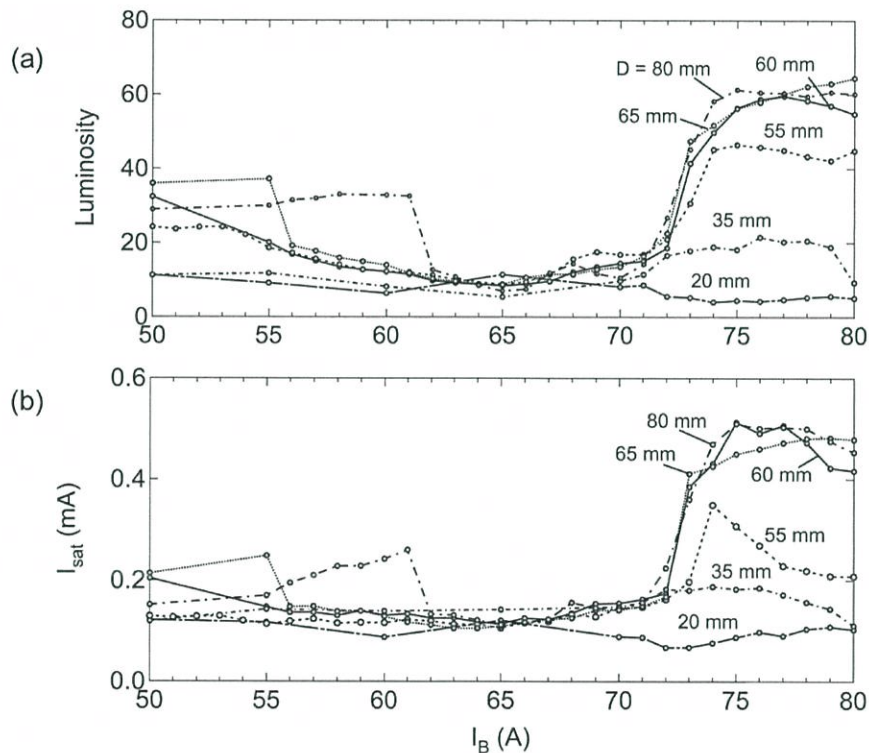 (a)
80
60
40
20
0
Luminosity
D = 80 mm
60 mm
65 mm
55 mm
35 mm
20 mm
50 55 60 65 70 75 80
(b)
0.6
0.4
0.2
0.0
I_sat (mA)
80 mm
65 mm
60 mm
55 mm
35 mm
20 mm
50 55 60 65 70 75 80
I_B (A)